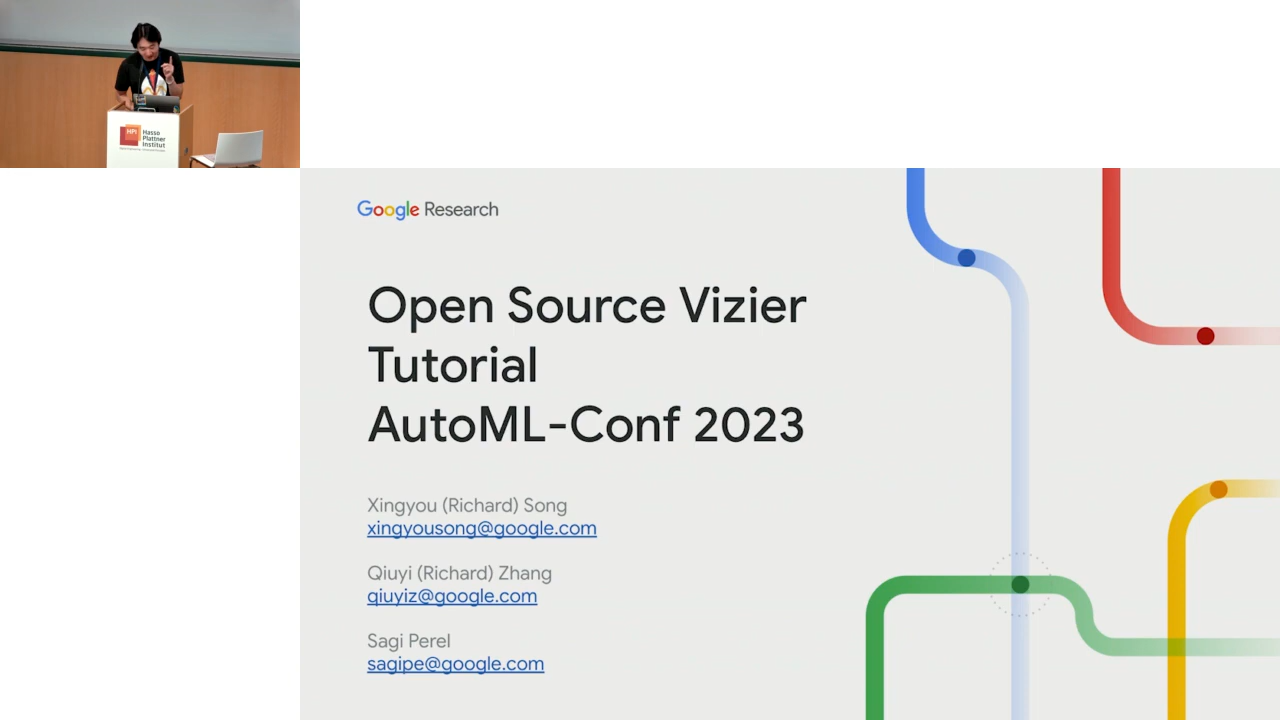 HPI
Hasso
Plattner
Institut
Google Research
Open Source Vizier
Tutorial
AutoML-Conf 2023
Xingyou (Richard) Song
xingyousong@google.com
Qiuyi (Richard) Zhang
qiuyiz@google.com
Sagi Perel
sagipe@google.com